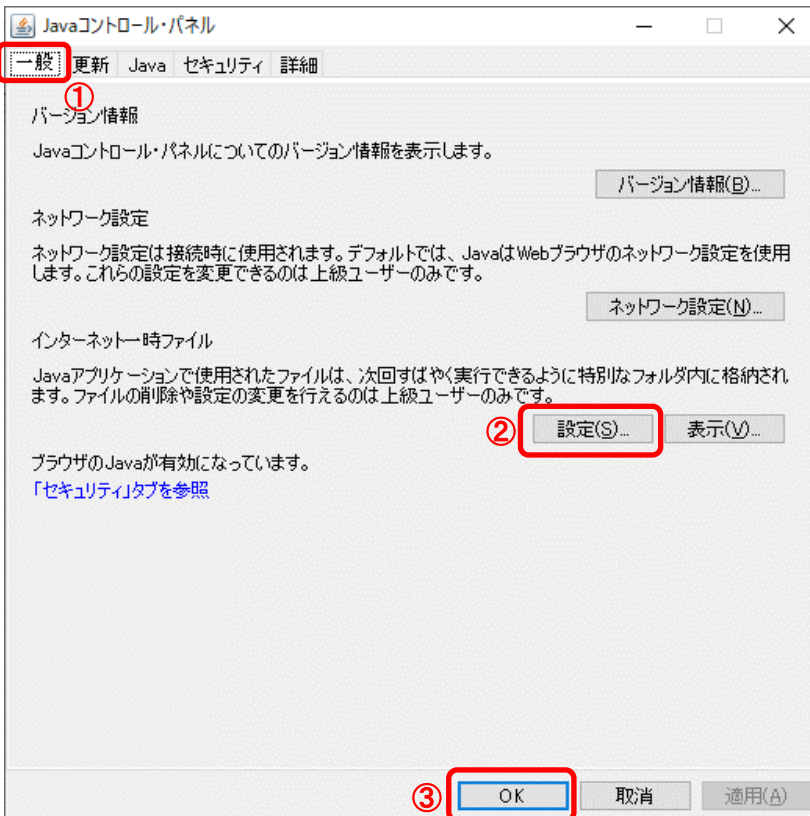 Javaコントロール・パネル
一般 更新 Java セキュリティ 詳細
①
バージョン情報
Javaコントロール・パネルについてのバージョン情報を表示します。
バージョン情報(B)...
ネットワーク設定
ネットワーク設定は接続時に使用されます。デフォルトでは、JavaはWebブラウザのネットワーク設定を使用
します。これらの設定を変更できるのは上級ユーザーのみです。
ネットワーク設定(N)...
インターネット一時ファイル
Javaアプリケーションで使用されたファイルは、次回すばやく実行できるように特別なフォルダ内に格納され
ます。ファイルの削除や設定の変更を行えるのは上級ユーザーのみです。
② 設定(S)... 表示(V)...
ブラウザのJavaが有効になっています。
「セキュリティ」タブを参照
③ OK 取消 適用(A)